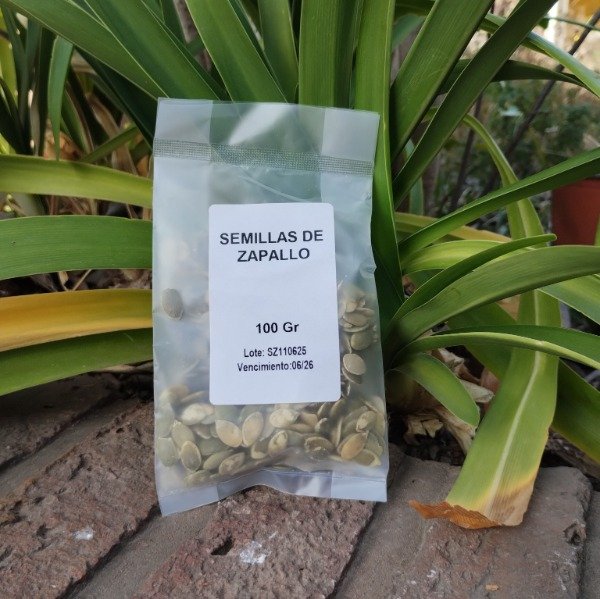 SEMILLAS DE
ZAPALLO
100 Gr
Lote: SZ110625
Vencimiento:06/26